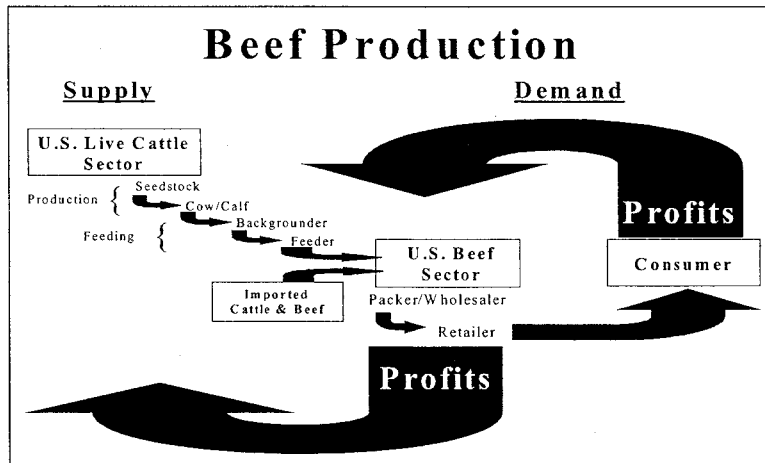 Beef Production
Supply
Demand
U.S. Live Cattle
Sector
Production {
Seedstock
Cow/Calf
Feeding {
Backgrounder
Feeder
U.S. Beef
Sector
Imported
Cattle & Beef
Packer/Wholesaler
Retailer
Profits
Consumer
Profits